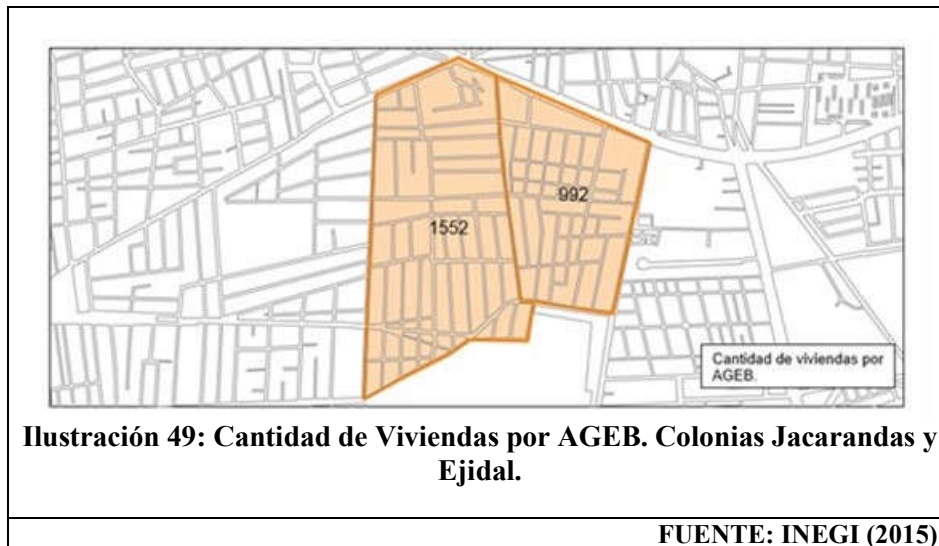 992
1552
Cantidad de viviendas por
AGEB.
Ilustración 49: Cantidad de Viviendas por AGEB. Colonias Jacarandas y
Ejidal.
FUENTE: INEGI (2015)